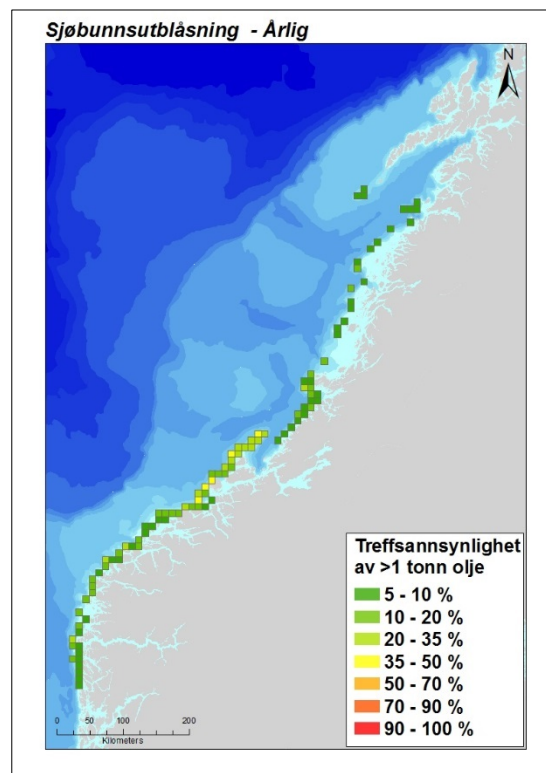 Sjøbunnsutblåsning - Årlig
N
Treffsannsynlighet
av >1 tonn olje
5 - 10 %
10 - 20 %
20 - 35 %
35 - 50 %
50 - 70 %
70 - 90 %
90 - 100 %
0 50 100 200
Kilometers